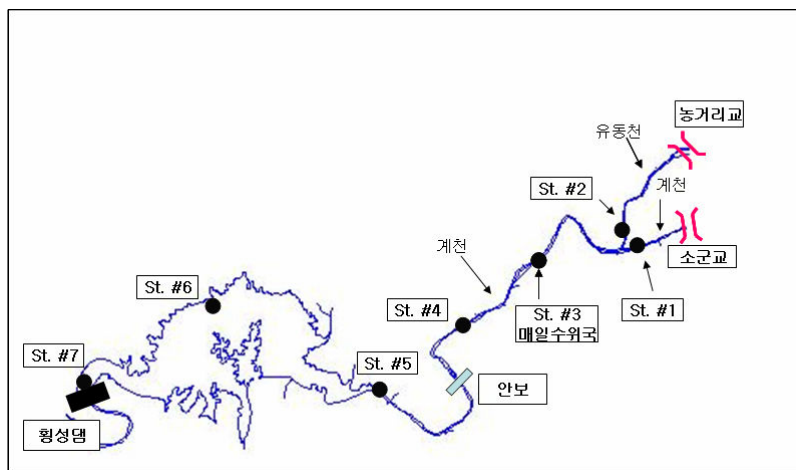 농거리교
유동천
St. #2
계천
소군교
계천
St. #6
St. #4
St. #3
매일수위국
St. #1
St. #7
St. #5
안보
횡성댐